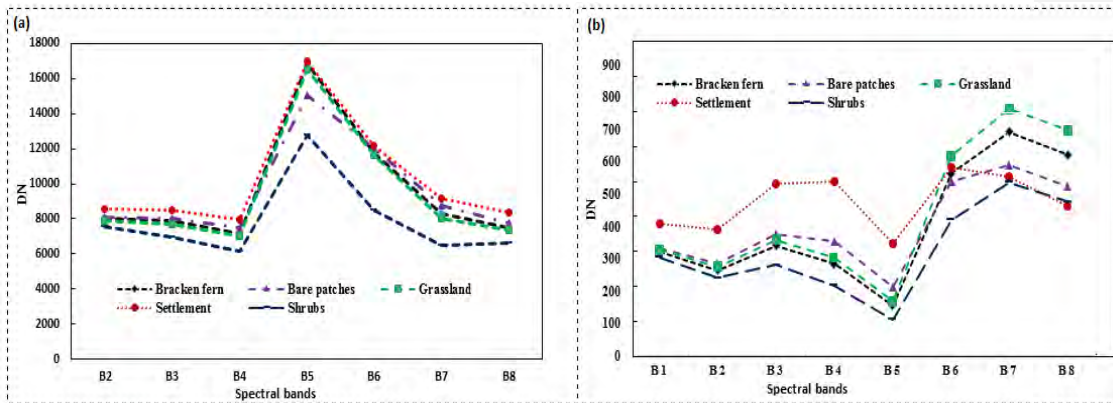 (a)
18000
16000
14000
12000
10000
8000
6000
4000
2000
0
DN
Bracken fern Bare patches Grassland
Settlement Shrubs
B2 B3 B4 B5 B6 B7 B8
Spectral bands
(b)
900
800
700
600
500
400
300
200
100
0
DN
Bracken fern Bare patches Grassland
Settlement Shrubs
B1 B2 B3 B4 B5 B6 B7 B8
Spectral bands